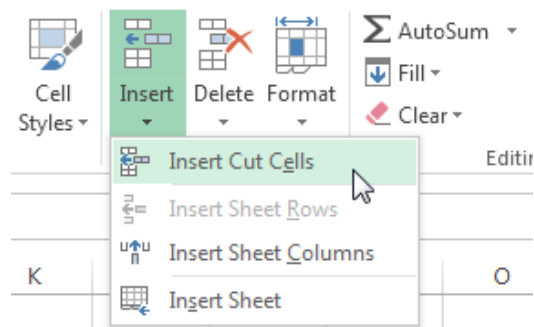 AutoSum
Fill
Clear
Cell
Styles
Insert
Delete
Format
Editin
Insert Cut Cells
Insert Sheet Rows
Insert Sheet Columns
Insert Sheet
K
O